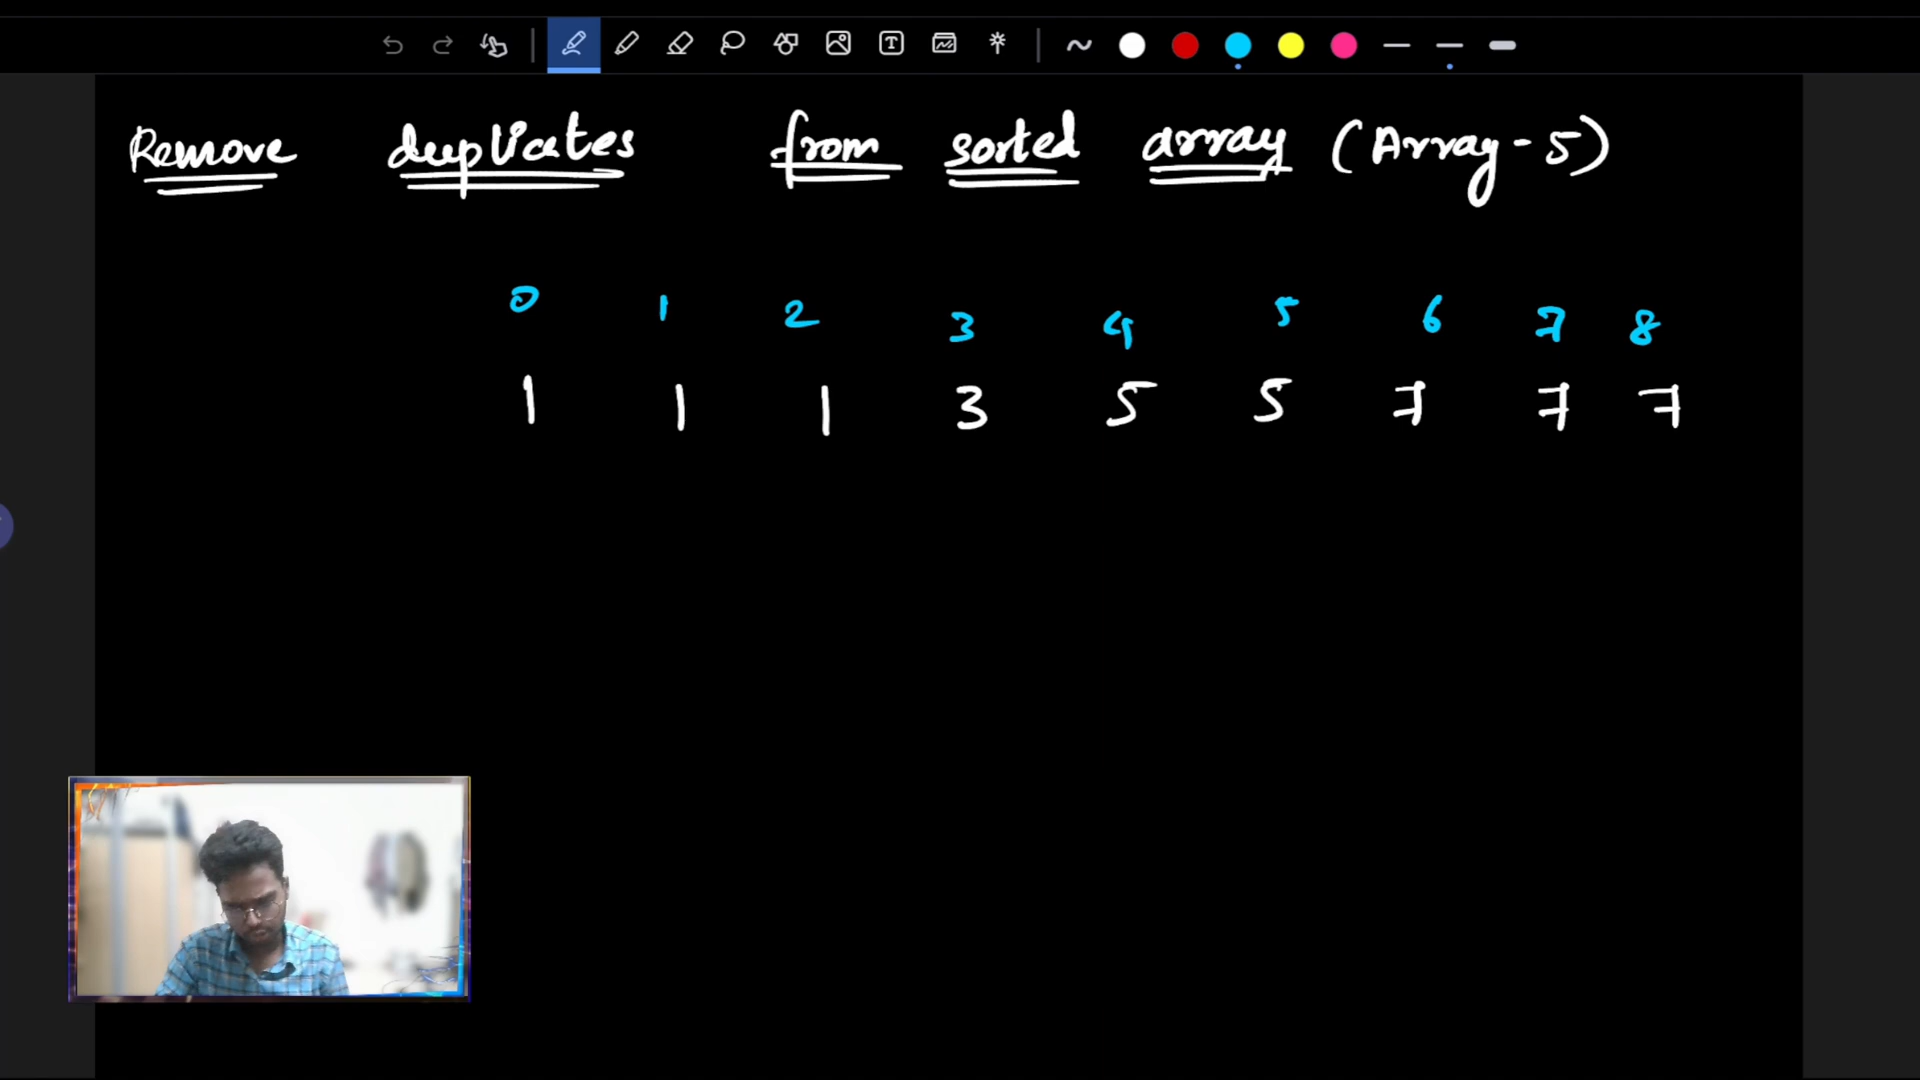 Remove duplicates from sorted array (Array-5)
0 1 2 3 4 5 6 7 8
1 1 1 3 5 5 7 7 7